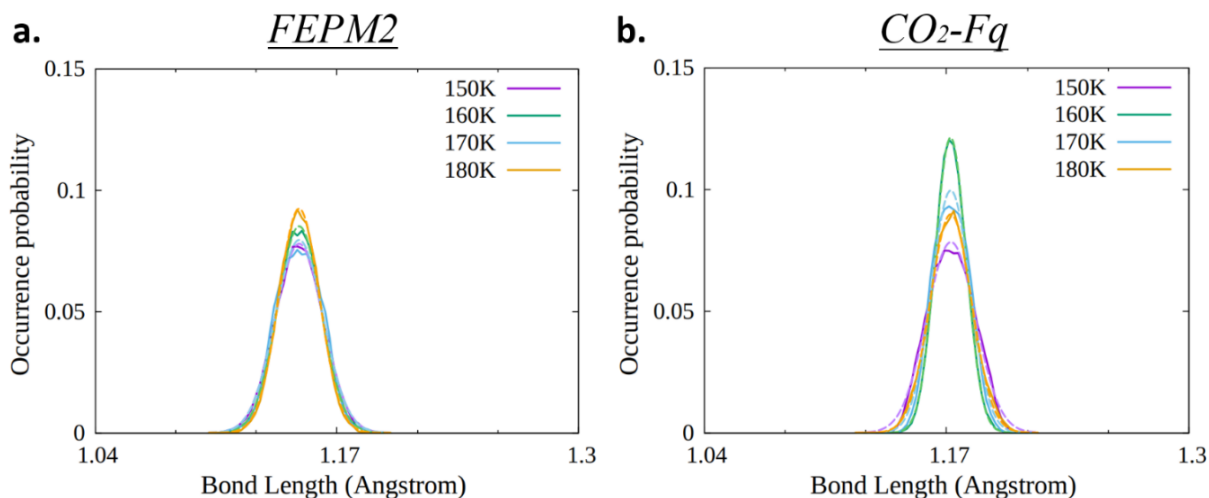 a.
FEPM2
0.15
0.1
0.05
0
1.04
1.17
1.3
Occurrence probability
Bond Length (Angstrom)
150K
160K
170K
180K
b.
CO₂-Fq
0.15
0.1
0.05
0
1.04
1.17
1.3
Occurrence probability
Bond Length (Angstrom)
150K
160K
170K
180K